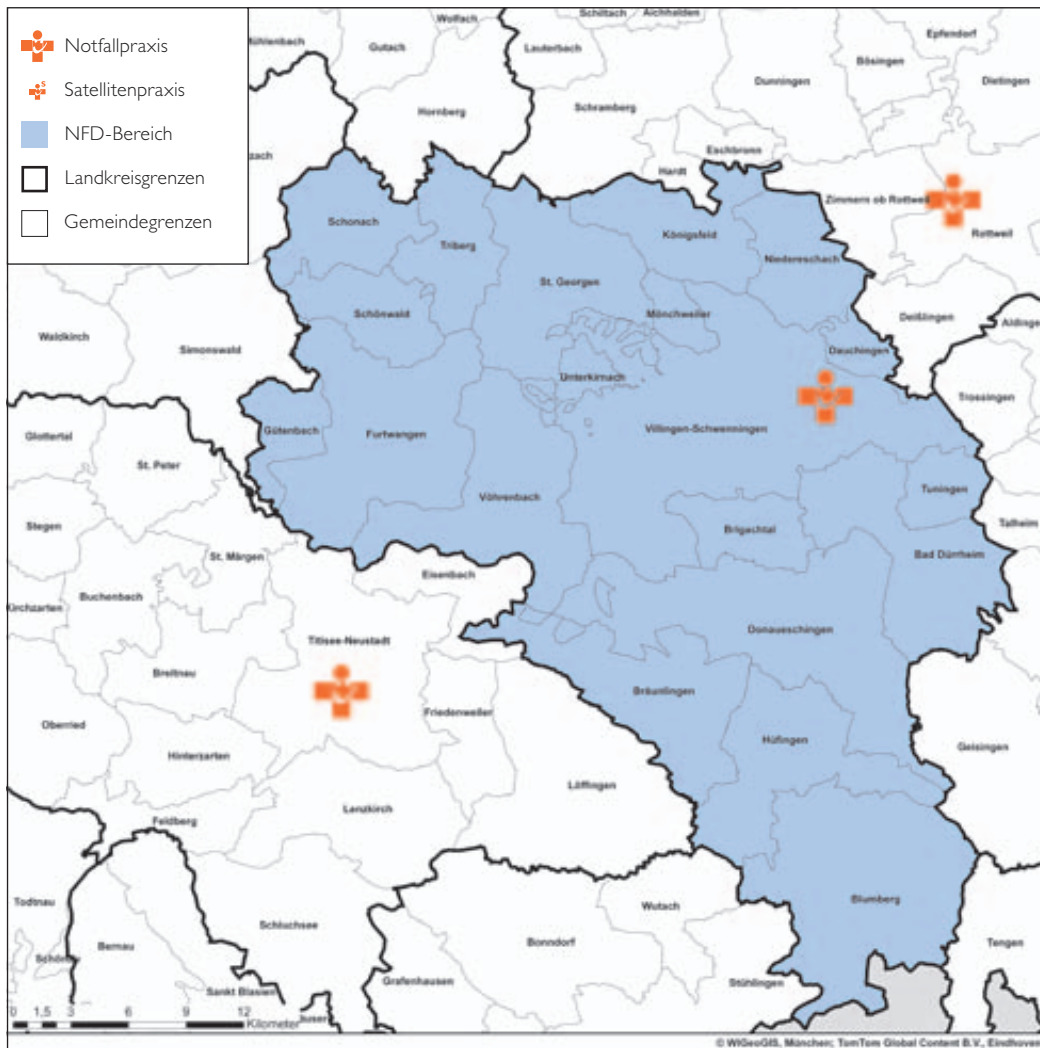 Notfallpraxis
Satellitenpraxis
NFD-Bereich
Landkreisgrenzen
Gemeindegrenzen
Wolfach
Schiltach
Aichhalden
Epfendorf
Gutach
Lauterbach
Bösingen
Dunningen
Dietingen
Hornberg
Schramberg
Eschbronn
Hardt
Zimmern ob Rottweil
Rottweil
Schonach
Triberg
Königsfeld
Niedereschach
St. Georgen
Schönwald
Mönchweiler
Deißlingen
Waldkirch
Simonswald
Dauchingen
Unterkirnach
Trossingen
Gütenbach
Furtwangen
Villingen-Schwenningen
Glottertal
St. Peter
Vöhrenbach
Tuningen
Stegen
Brigachtal
Talheim
St. Märgen
Bad Dürrheim
Eisenbach
Buchenbach
Kirchzarten
Titisee-Neustadt
Donaueschingen
Breitnau
Bräunlingen
Oberried
Friedenweiler
Hüfingen
Hinterzarten
Geisingen
Löffingen
Lenzkirch
Feldberg
Todtnau
Blumberg
Wutach
Schluchsee
Bernau
Bonndorf
Tengen
Grafenhausen
Stühlingen
Sankt Blasien
0 1,5 3 6 9 12
Kilometer
© WIGeoGIS, München; TomTom Global Content B.V., Eindhoven